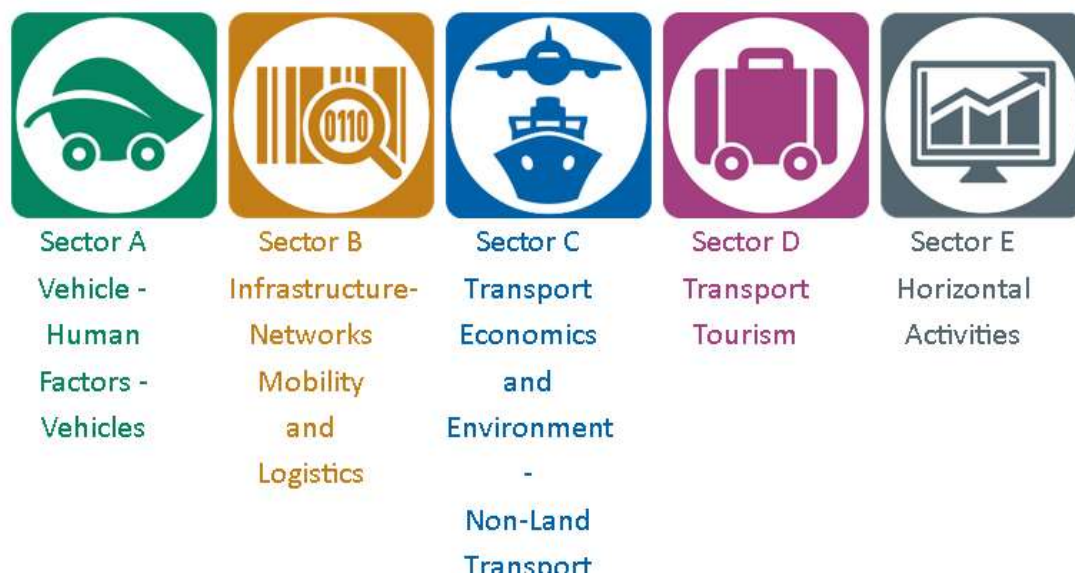 0110
Sector A
Vehicle -
Human
Factors -
Vehicles
Sector B
Infrastructure-
Networks
Mobility
and
Logistics
Sector C
Transport
Economics
and
Environment
-
Non-Land
Transport
Sector D
Transport
Tourism
Sector E
Horizontal
Activities